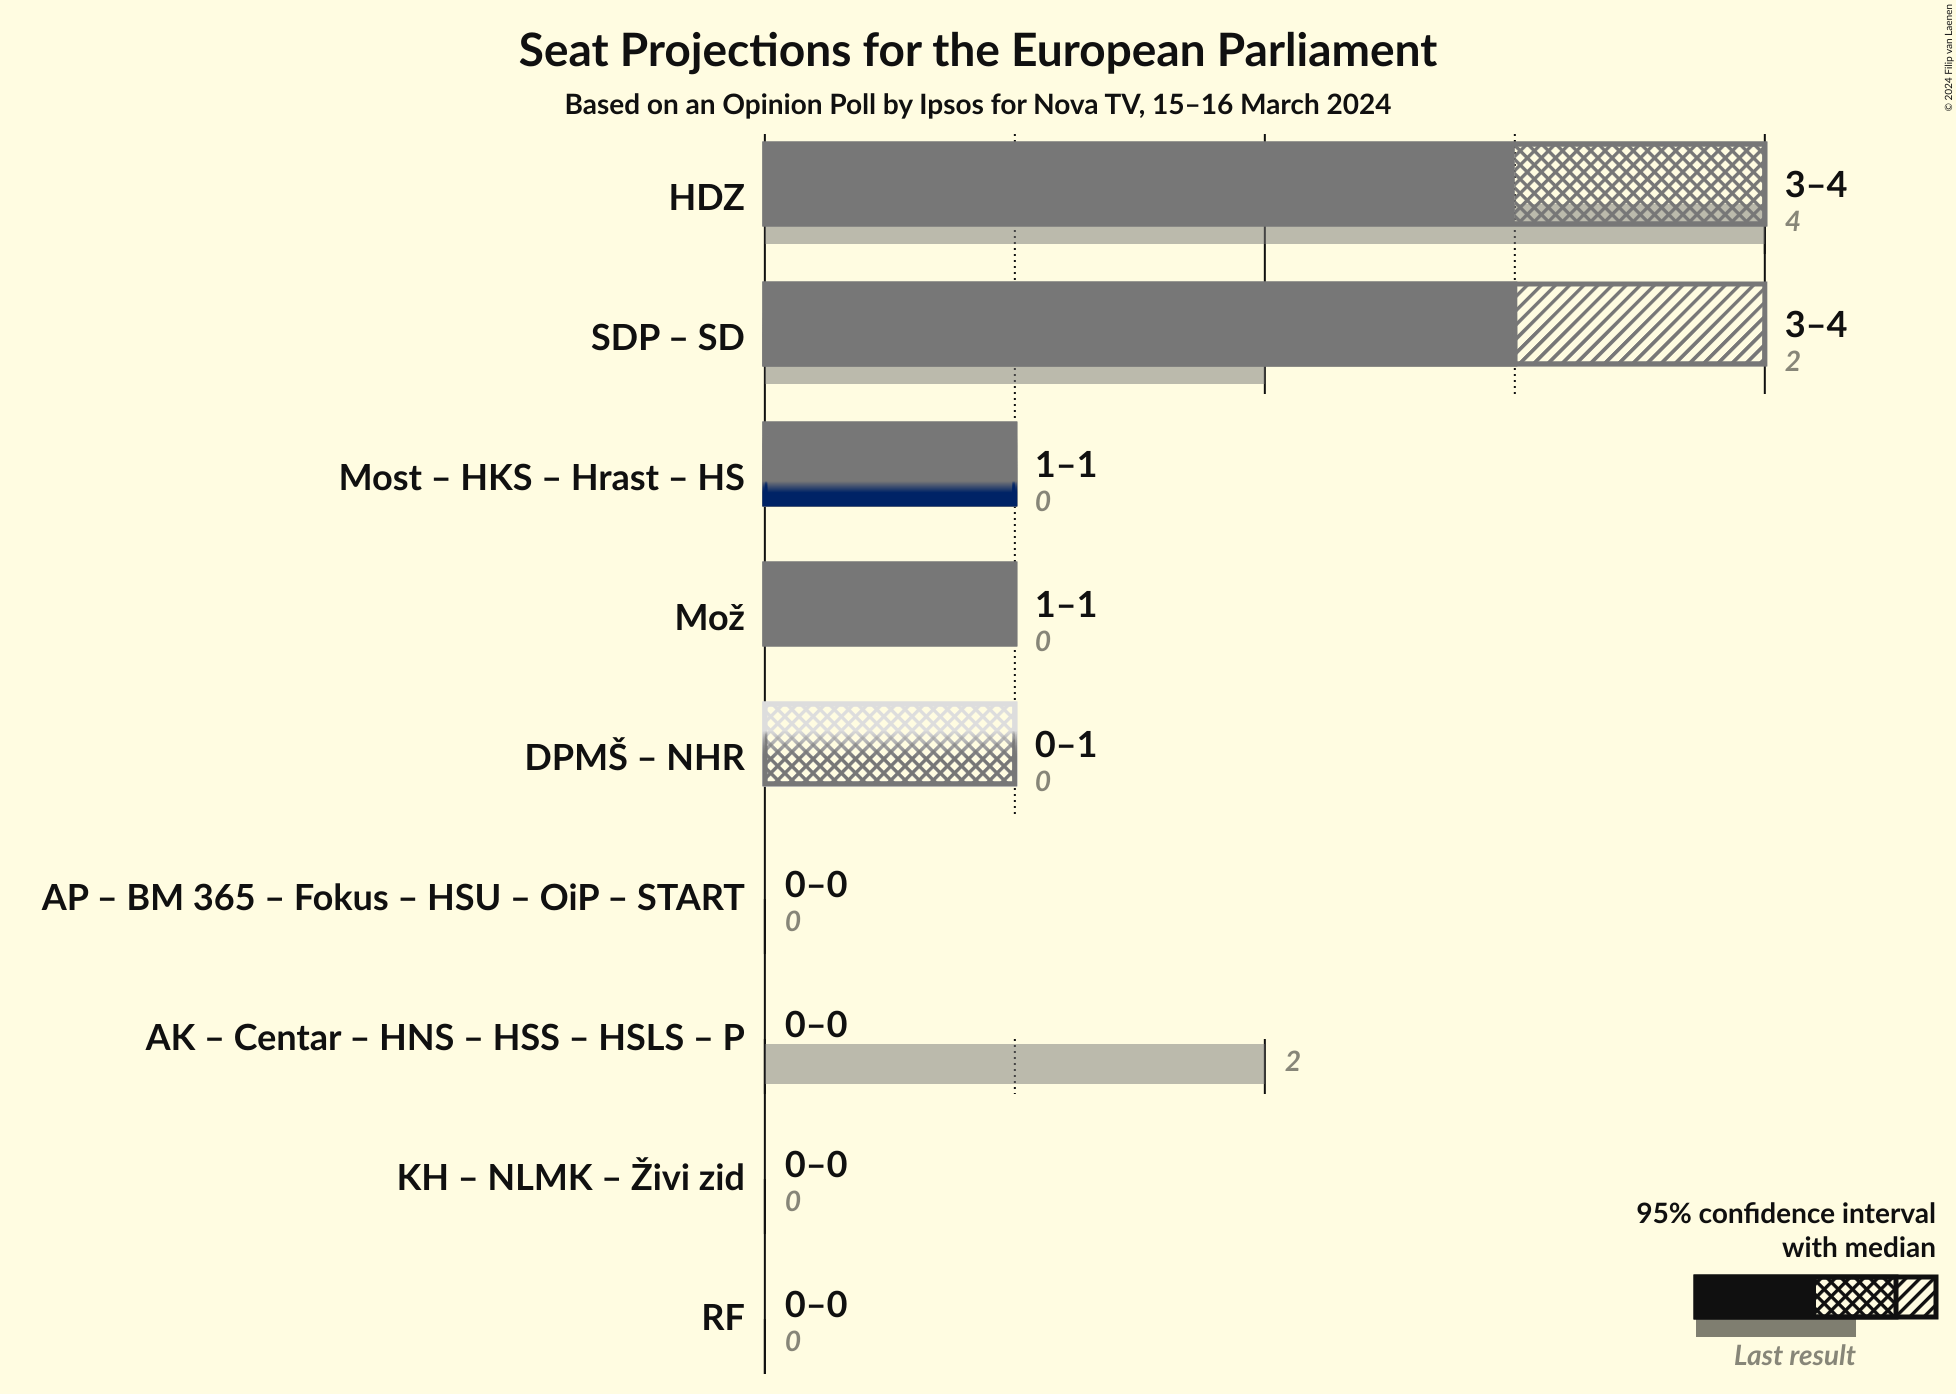 Seat Projections for the European Parliament
Based on an Opinion Poll by Ipsos for Nova TV, 15–16 March 2024
© 2024 Filip van Laenen
HDZ
3–4
4
SDP – SD
3–4
2
Most – HKS – Hrast – HS
1–1
0
Mož
1–1
0
DPMŠ – NHR
0–1
0
AP – BM 365 – Fokus – HSU – OiP – START
0–0
0
AK – Centar – HNS – HSS – HSLS – P
0–0
2
KH – NLMK – Živi zid
0–0
0
RF
0–0
0
95% confidence interval
with median
Last result